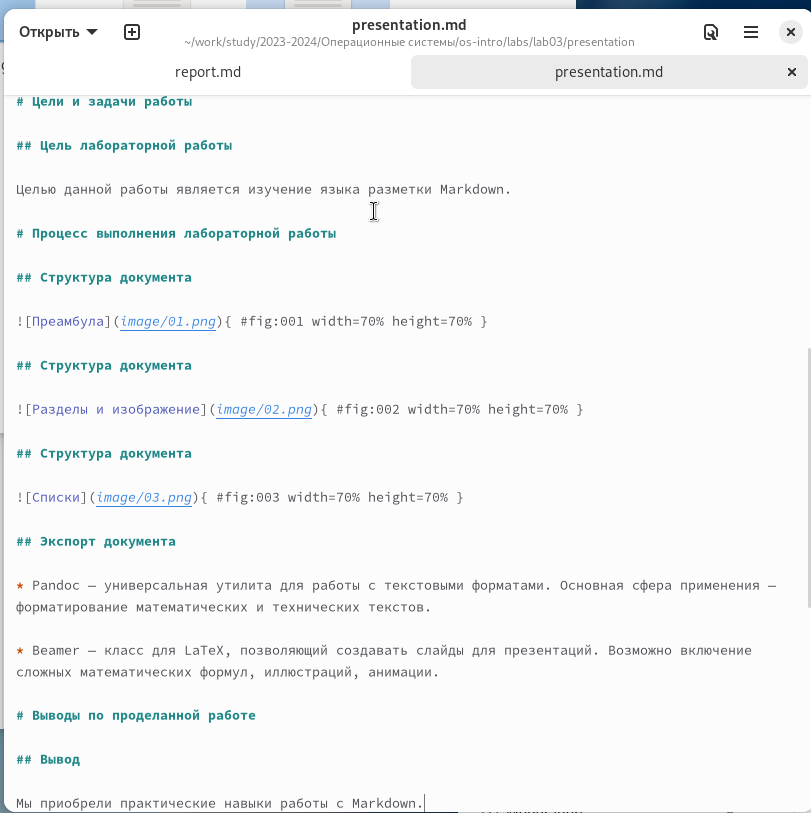 Открыть
presentation.md
~/work/study/2023-2024/Операционные системы/os-intro/labs/lab03/presentation
report.md
presentation.md
# Цели и задачи работы
## Цель лабораторной работы
Целью данной работы является изучение языка разметки Markdown.
# Процесс выполнения лабораторной работы
## Структура документа
![Преамбула](image/01.png){ #fig:001 width=70% height=70% }
## Структура документа
![Разделы и изображение](image/02.png){ #fig:002 width=70% height=70% }
## Структура документа
![Списки](image/03.png){ #fig:003 width=70% height=70% }
## Экспорт документа
* Pandoc — универсальная утилита для работы с текстовыми форматами. Основная сфера применения —
форматирование математических и технических текстов.
* Beamer — класс для LaTeX, позволяющий создавать слайды для презентаций. Возможно включение
сложных математических формул, иллюстраций, анимации.
# Выводы по проделанной работе
## Вывод
Мы приобрели практические навыки работы с Markdown.